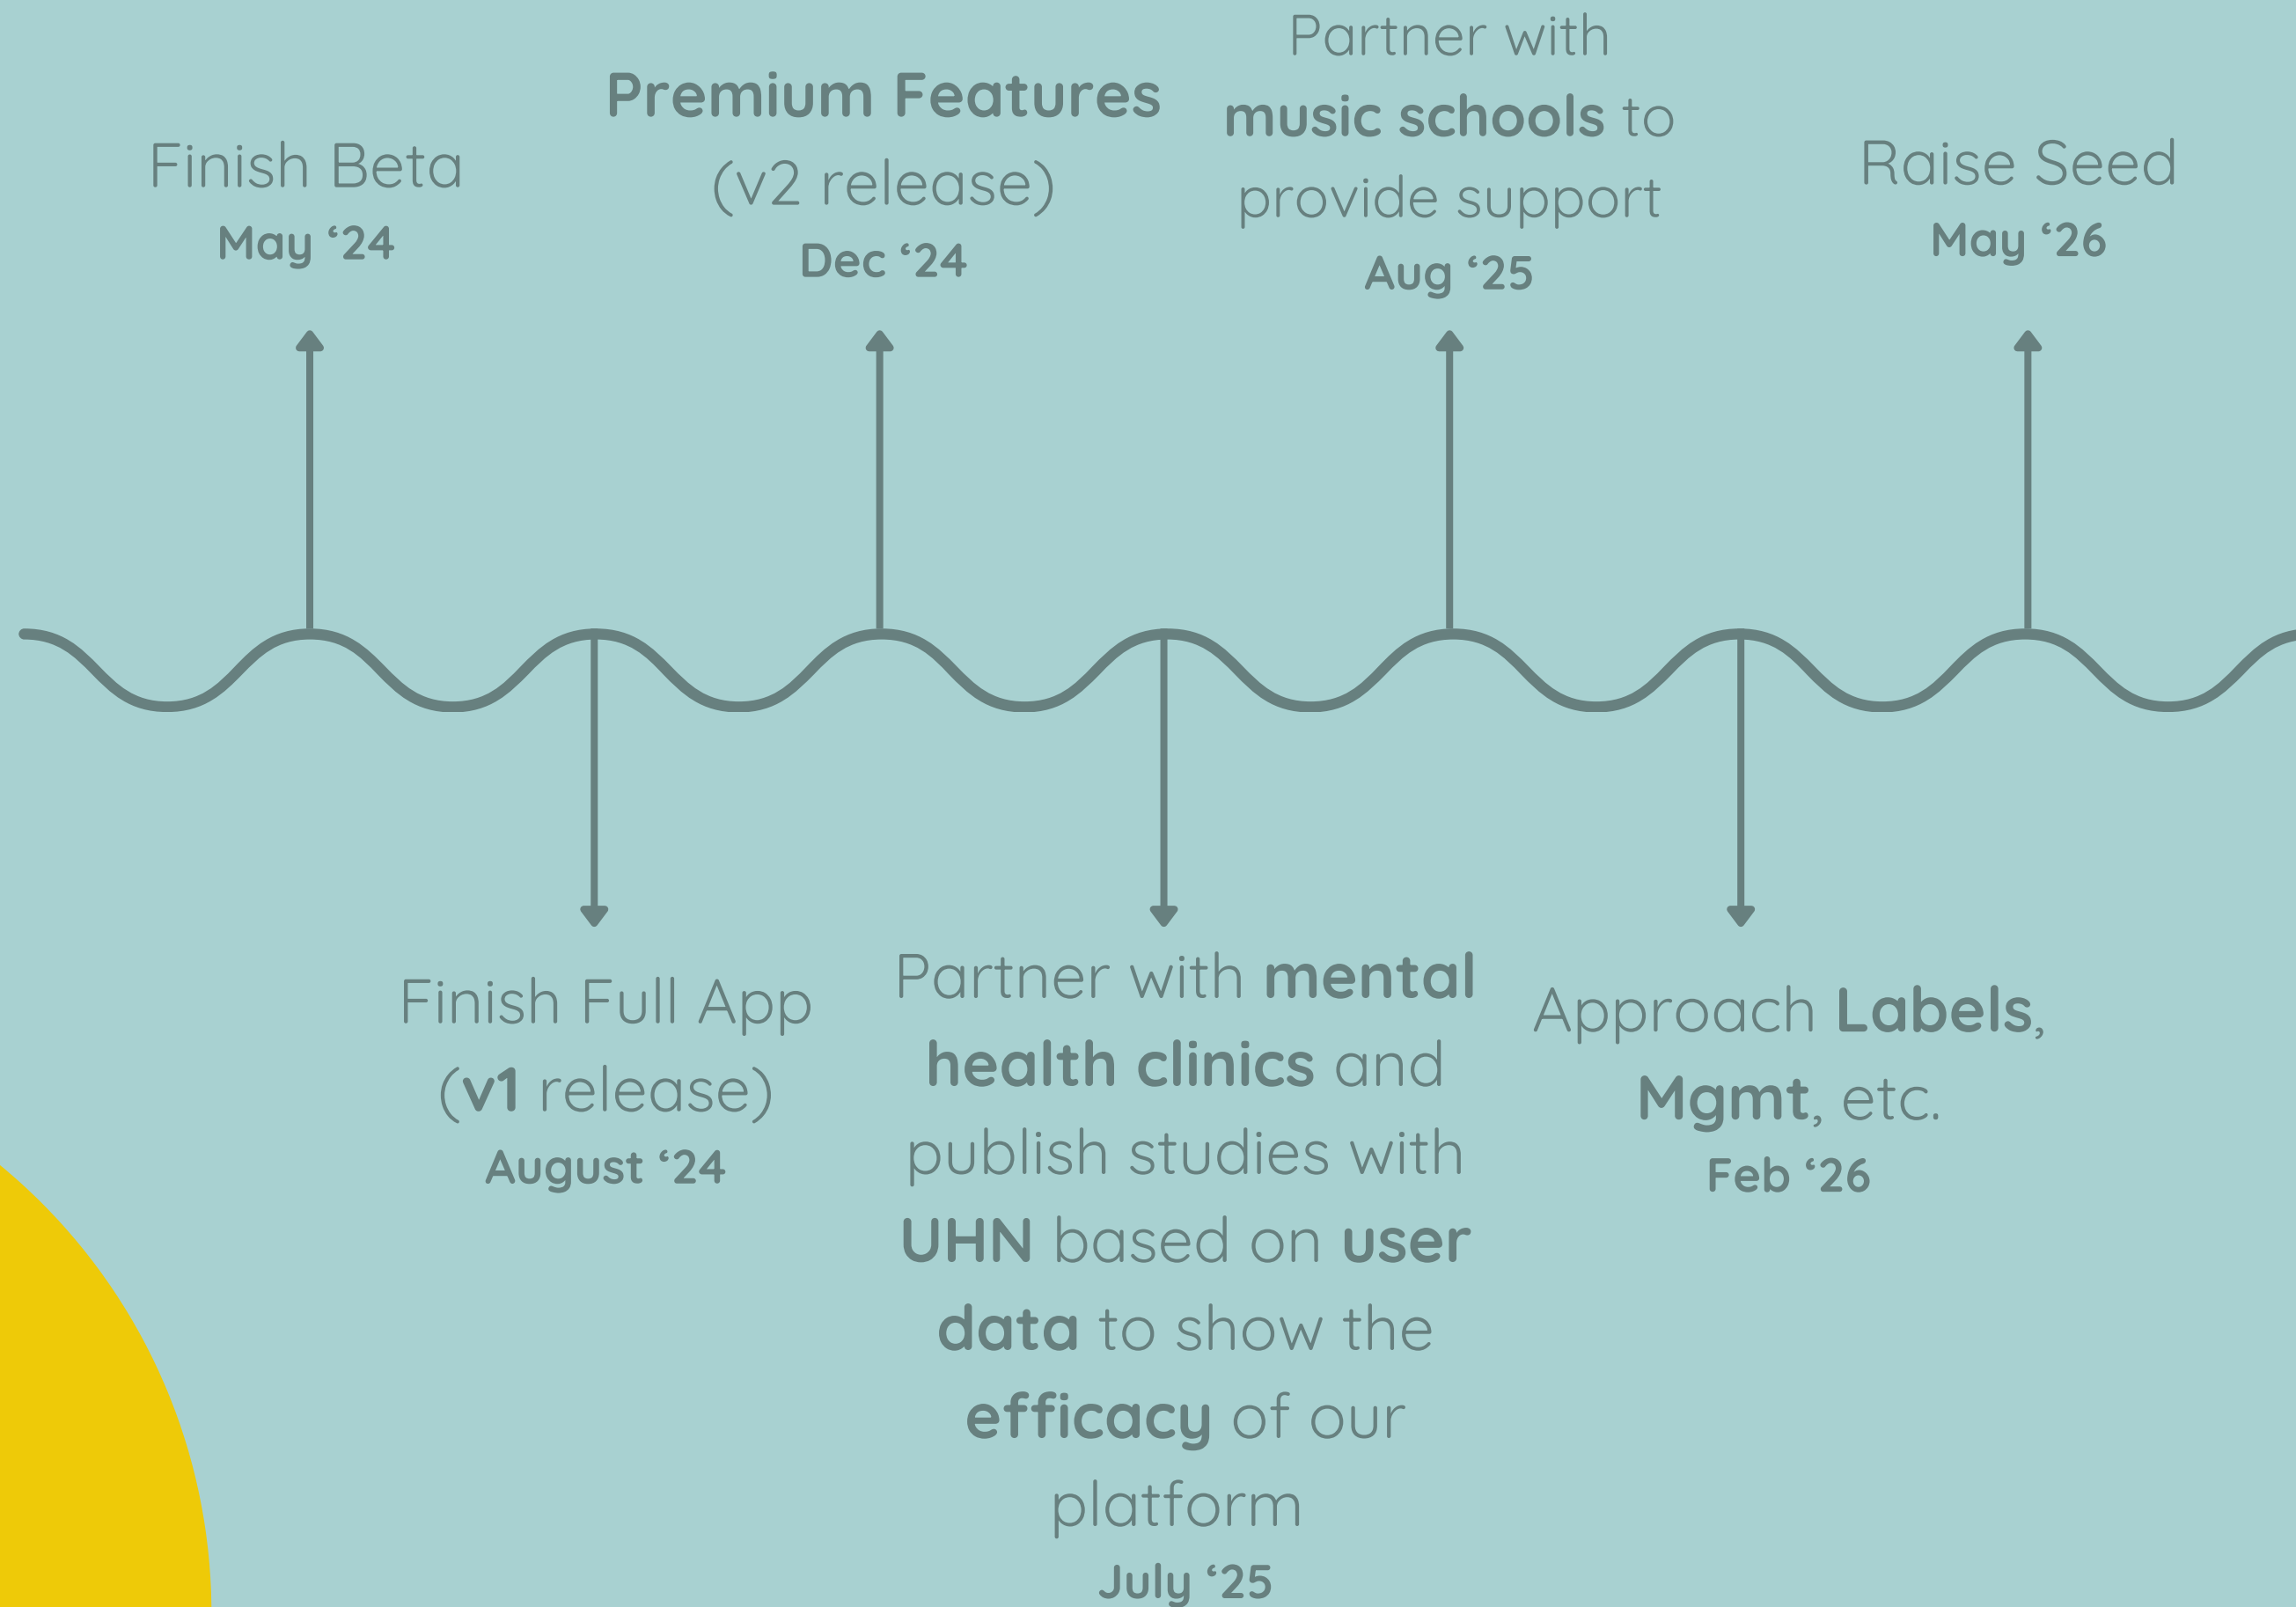 Finish Beta
May ‘24
Premium Features
(v2 release)
Dec ‘24
Partner with
music schools to
provide support
Aug ‘25
Raise Seed
May ‘26
Finish Full App
(v1 release)
August ‘24
Partner with mental
health clinics and
publish studies with
UHN based on user
data to show the
efficacy of our
platform
July ‘25
Approach Labels,
Mgmt, etc.
Feb ‘26